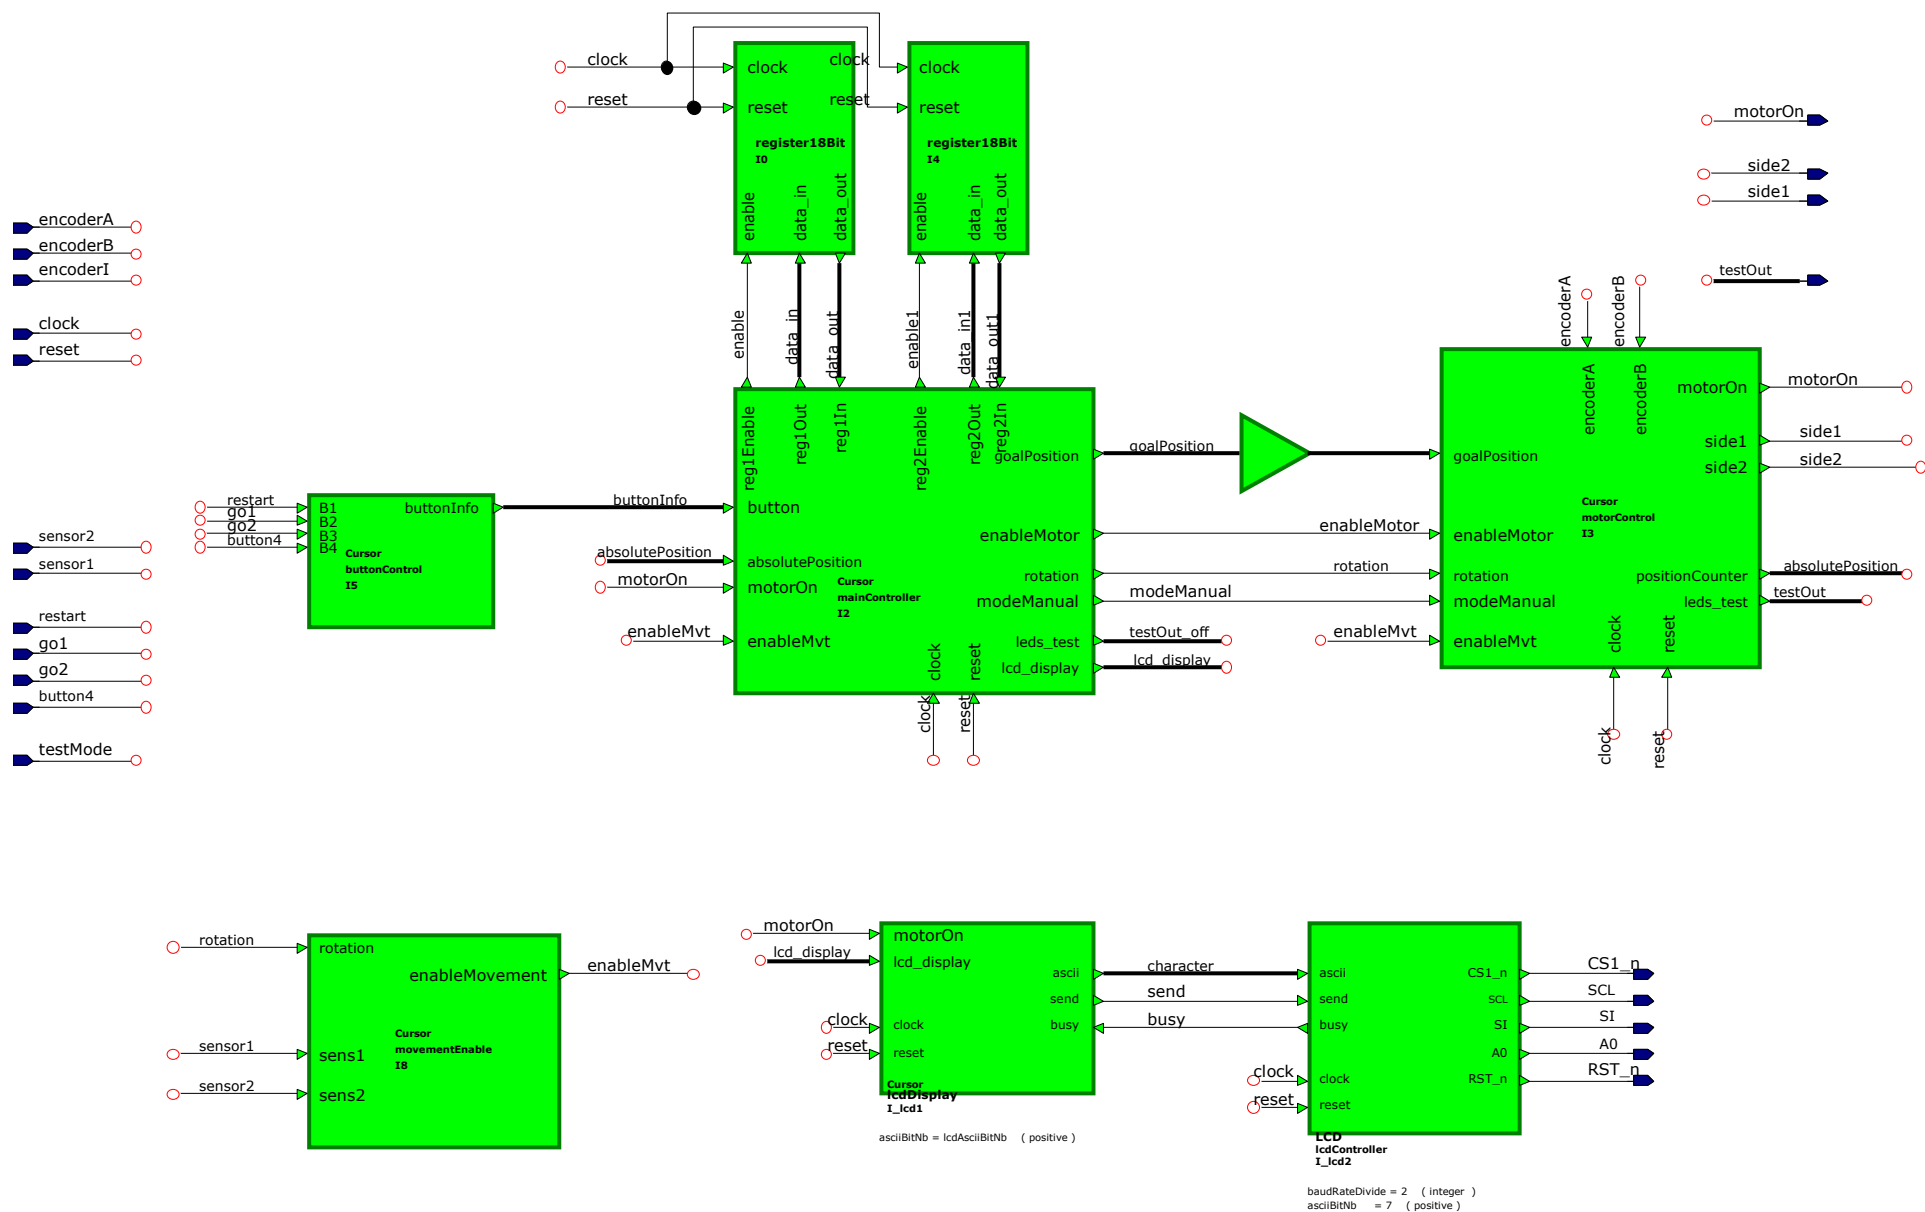 clock
reset
clock
reset
clock
reset
register18Bit
I0
enable
data_in
data_out
clock
reset
register18Bit
I4
enable
data_in
data_out
motorOn
side2
side1
testOut
encoderA
encoderB
encoderI
clock
reset
sensor2
sensor1
restart
go1
go2
button4
testMode
enable
data_in
data_out
enable1
data_in1
data_out1
restart
go1
go2
button4
B1
B2
B3
B4
buttonInfo
Cursor
buttonControl
I5
buttonInfo
absolutePosition
motorOn
enableMvt
reg1Enable
reg1Out
reg1In
reg2Enable
reg2Out
reg2In
button
absolutePosition
motorOn
enableMvt
Cursor
mainController
I2
goalPosition
enableMotor
rotation
modeManual
leds_test
lcd_display
clock
reset
clock
reset
goalPosition
enableMotor
rotation
modeManual
testOut_off
lcd_display
enableMvt
encoderA
encoderB
encoderA
encoderB
goalPosition
enableMotor
rotation
modeManual
enableMvt
Cursor
motorControl
I3
motorOn
side1
side2
positionCounter
leds_test
clock
reset
clock
reset
motorOn
side1
side2
absolutePosition
testOut
rotation
sensor1
sensor2
rotation
enableMovement
sens1
sens2
Cursor
movementEnable
I8
enableMvt
motorOn
lcd_display
clock
reset
motorOn
lcd_display
ascii
send
busy
clock
reset
Cursor
lcdDisplay
I_lcd1
asciiBitNb = lcdAsciiBitNb ( positive )
character
send
busy
clock
reset
ascii
send
busy
clock
reset
CS1_n
SCL
SI
A0
RST_n
LCD
lcdController
I_lcd2
CS1_n
SCL
SI
A0
RST_n
baudRateDivide = 2 ( integer )
asciiBitNb = 7 ( positive )